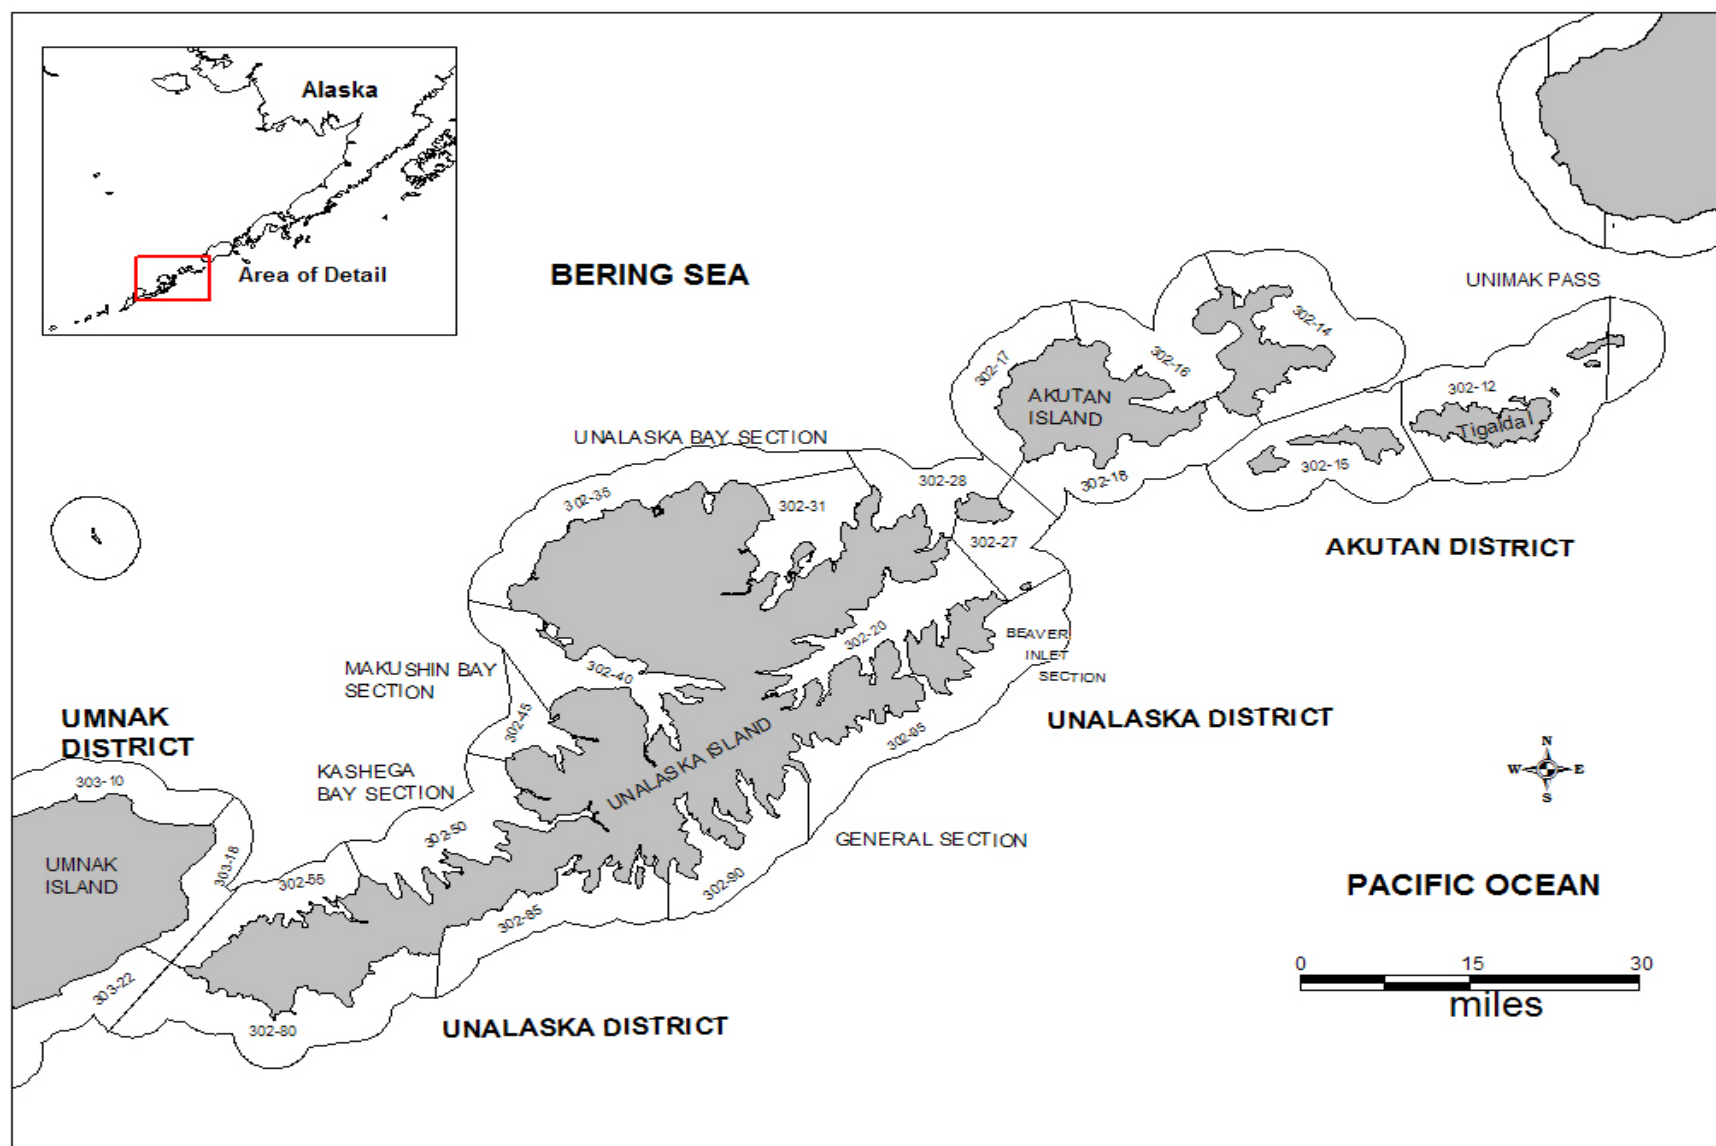 Alaska
Area of Detail
BERING SEA
UNIMAK PASS
302-14
302-17
302-16
302-12
AKUTAN
ISLAND
Tigaldal
UNALASKA BAY SECTION
302-15
302-18
302-28
302-35
302-31
302-27
AKUTAN DISTRICT
302-20
BEAVER
INLET
SECTION
MAKUSHIN BAY
SECTION
302-40
302-45
UNALASKA DISTRICT
UMNAK
DISTRICT
UNALASKA ISLAND
302-95
N
W
E
S
KASHEGA
BAY SECTION
303-10
302-50
GENERAL SECTION
UMNAK
ISLAND
303-18
302-55
302-90
PACIFIC OCEAN
302-85
303-22
0 15 30
miles
302-80
UNALASKA DISTRICT